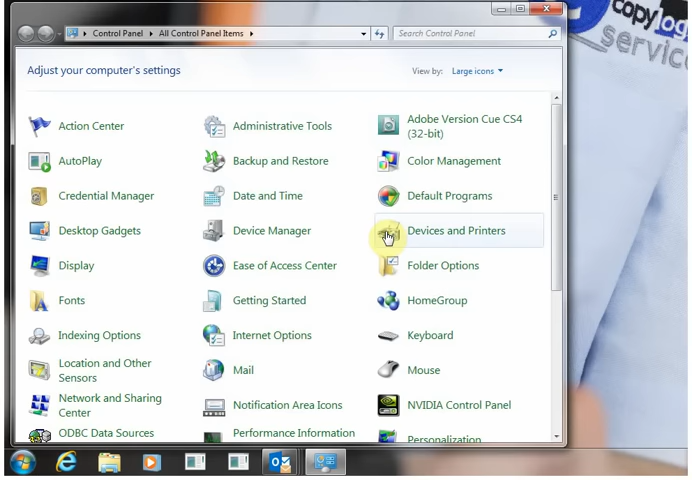 copylog
service
Control Panel
All Control Panel Items
Search Control Panel
Adjust your computer's settings
View by:
Large icons
Action Center
Administrative Tools
Adobe Version Cue CS4
(32-bit)
AutoPlay
Backup and Restore
Color Management
Credential Manager
Date and Time
Default Programs
Desktop Gadgets
Device Manager
Devices and Printers
Display
Ease of Access Center
Folder Options
Fonts
Getting Started
HomeGroup
Indexing Options
Internet Options
Keyboard
Location and Other
Sensors
Mail
Mouse
Network and Sharing
Center
Notification Area Icons
NVIDIA Control Panel
ODBC Data Sources
Performance Information
Personalization